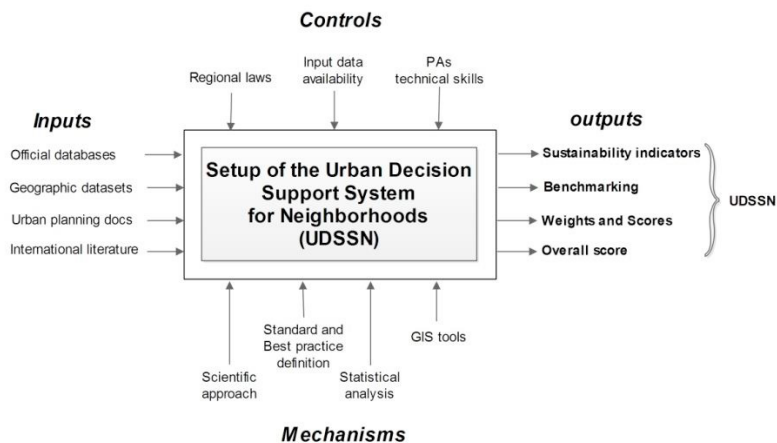 Controls
Regional laws
Input data
availability
PAs
technical skills
Inputs
Official databases
Geographic datasets
Urban planning docs
International literature
Setup of the Urban Decision
Support System
for Neighborhoods
(UDSSN)
outputs
Sustainability indicators
Benchmarking
Weights and Scores
Overall score
UDSSN
Scientific
approach
Standard and
Best practice
definition
Statistical
analysis
GIS tools
Mechanisms